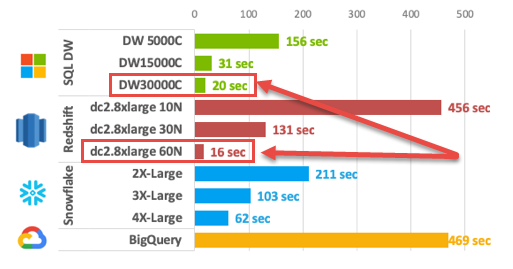 0 100 200 300 400 500
SQL DW
DW 5000C 156 sec
DW15000C 31 sec
DW30000C 20 sec
Redshift
dc2.8xlarge 10N 456 sec
dc2.8xlarge 30N 131 sec
dc2.8xlarge 60N 16 sec
Snowflake
2X-Large 211 sec
3X-Large 103 sec
4X-Large 62 sec
BigQuery 469 sec